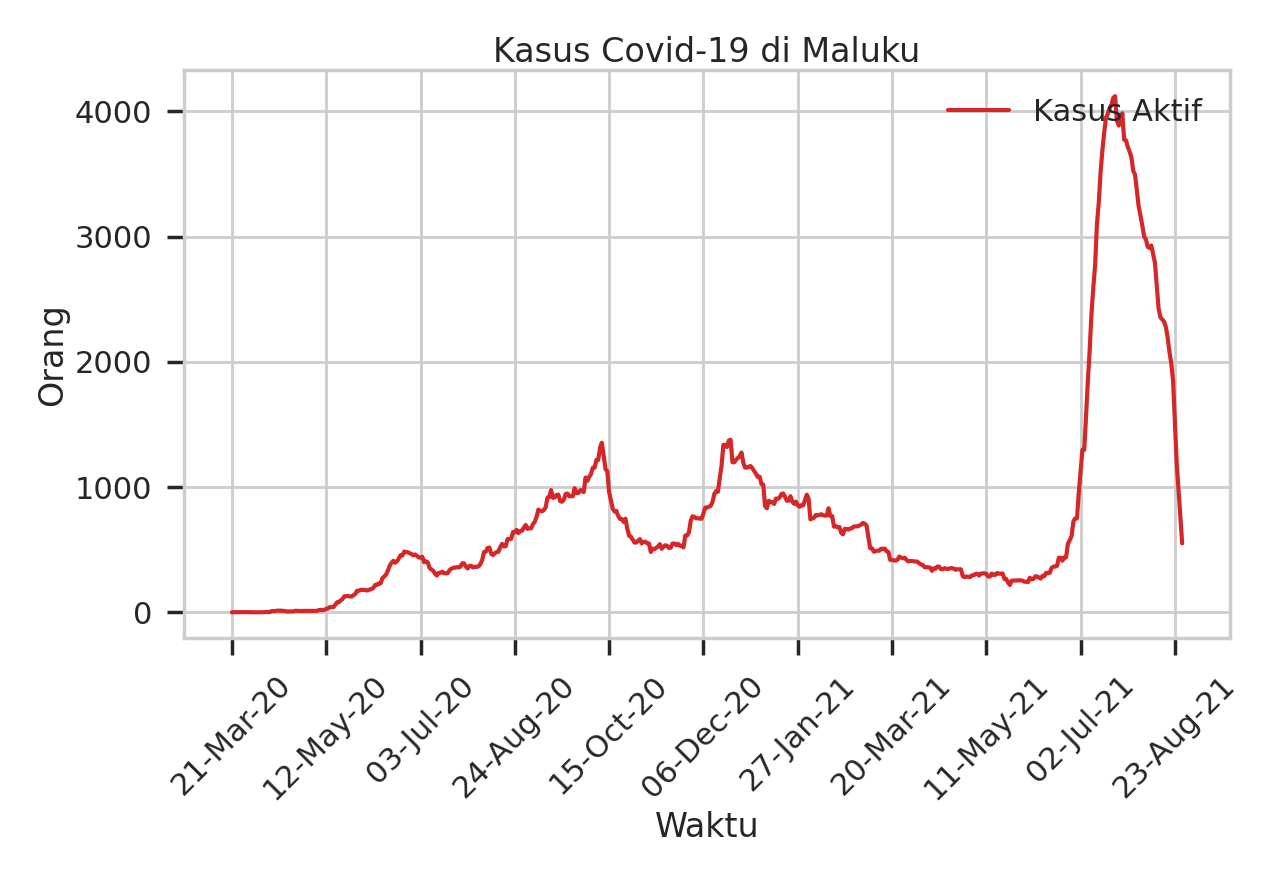 Kasus Covid-19 di Maluku
Kasus Aktif
4000
3000
2000
1000
0
Orang
21-Mar-20
12-May-20
03-Jul-20
24-Aug-20
15-Oct-20
06-Dec-20
27-Jan-21
20-Mar-21
11-May-21
02-Jul-21
23-Aug-21
Waktu